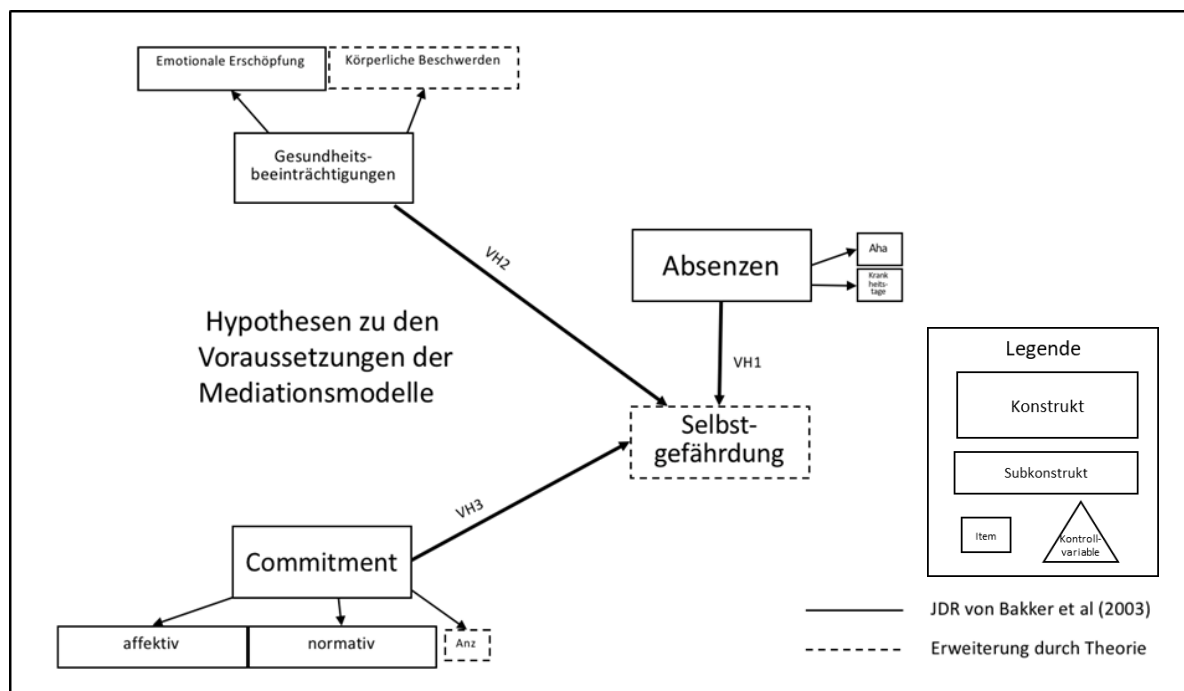 Emotionale Erschöpfung
Körperliche Beschwerden
Gesundheits-
beeinträchtigungen
VH2
Absenzen
Aha
Krank
heits-
tage
Hypothesen zu den
Voraussetzungen der
Mediationsmodelle
VH1
Selbst-
gefährdung
VH3
Commitment
affektiv
normativ
Anz
Legende
Konstrukt
Subkonstrukt
Item
Kontroll-
variable
JDR von Bakker et al (2003)
Erweiterung durch Theorie